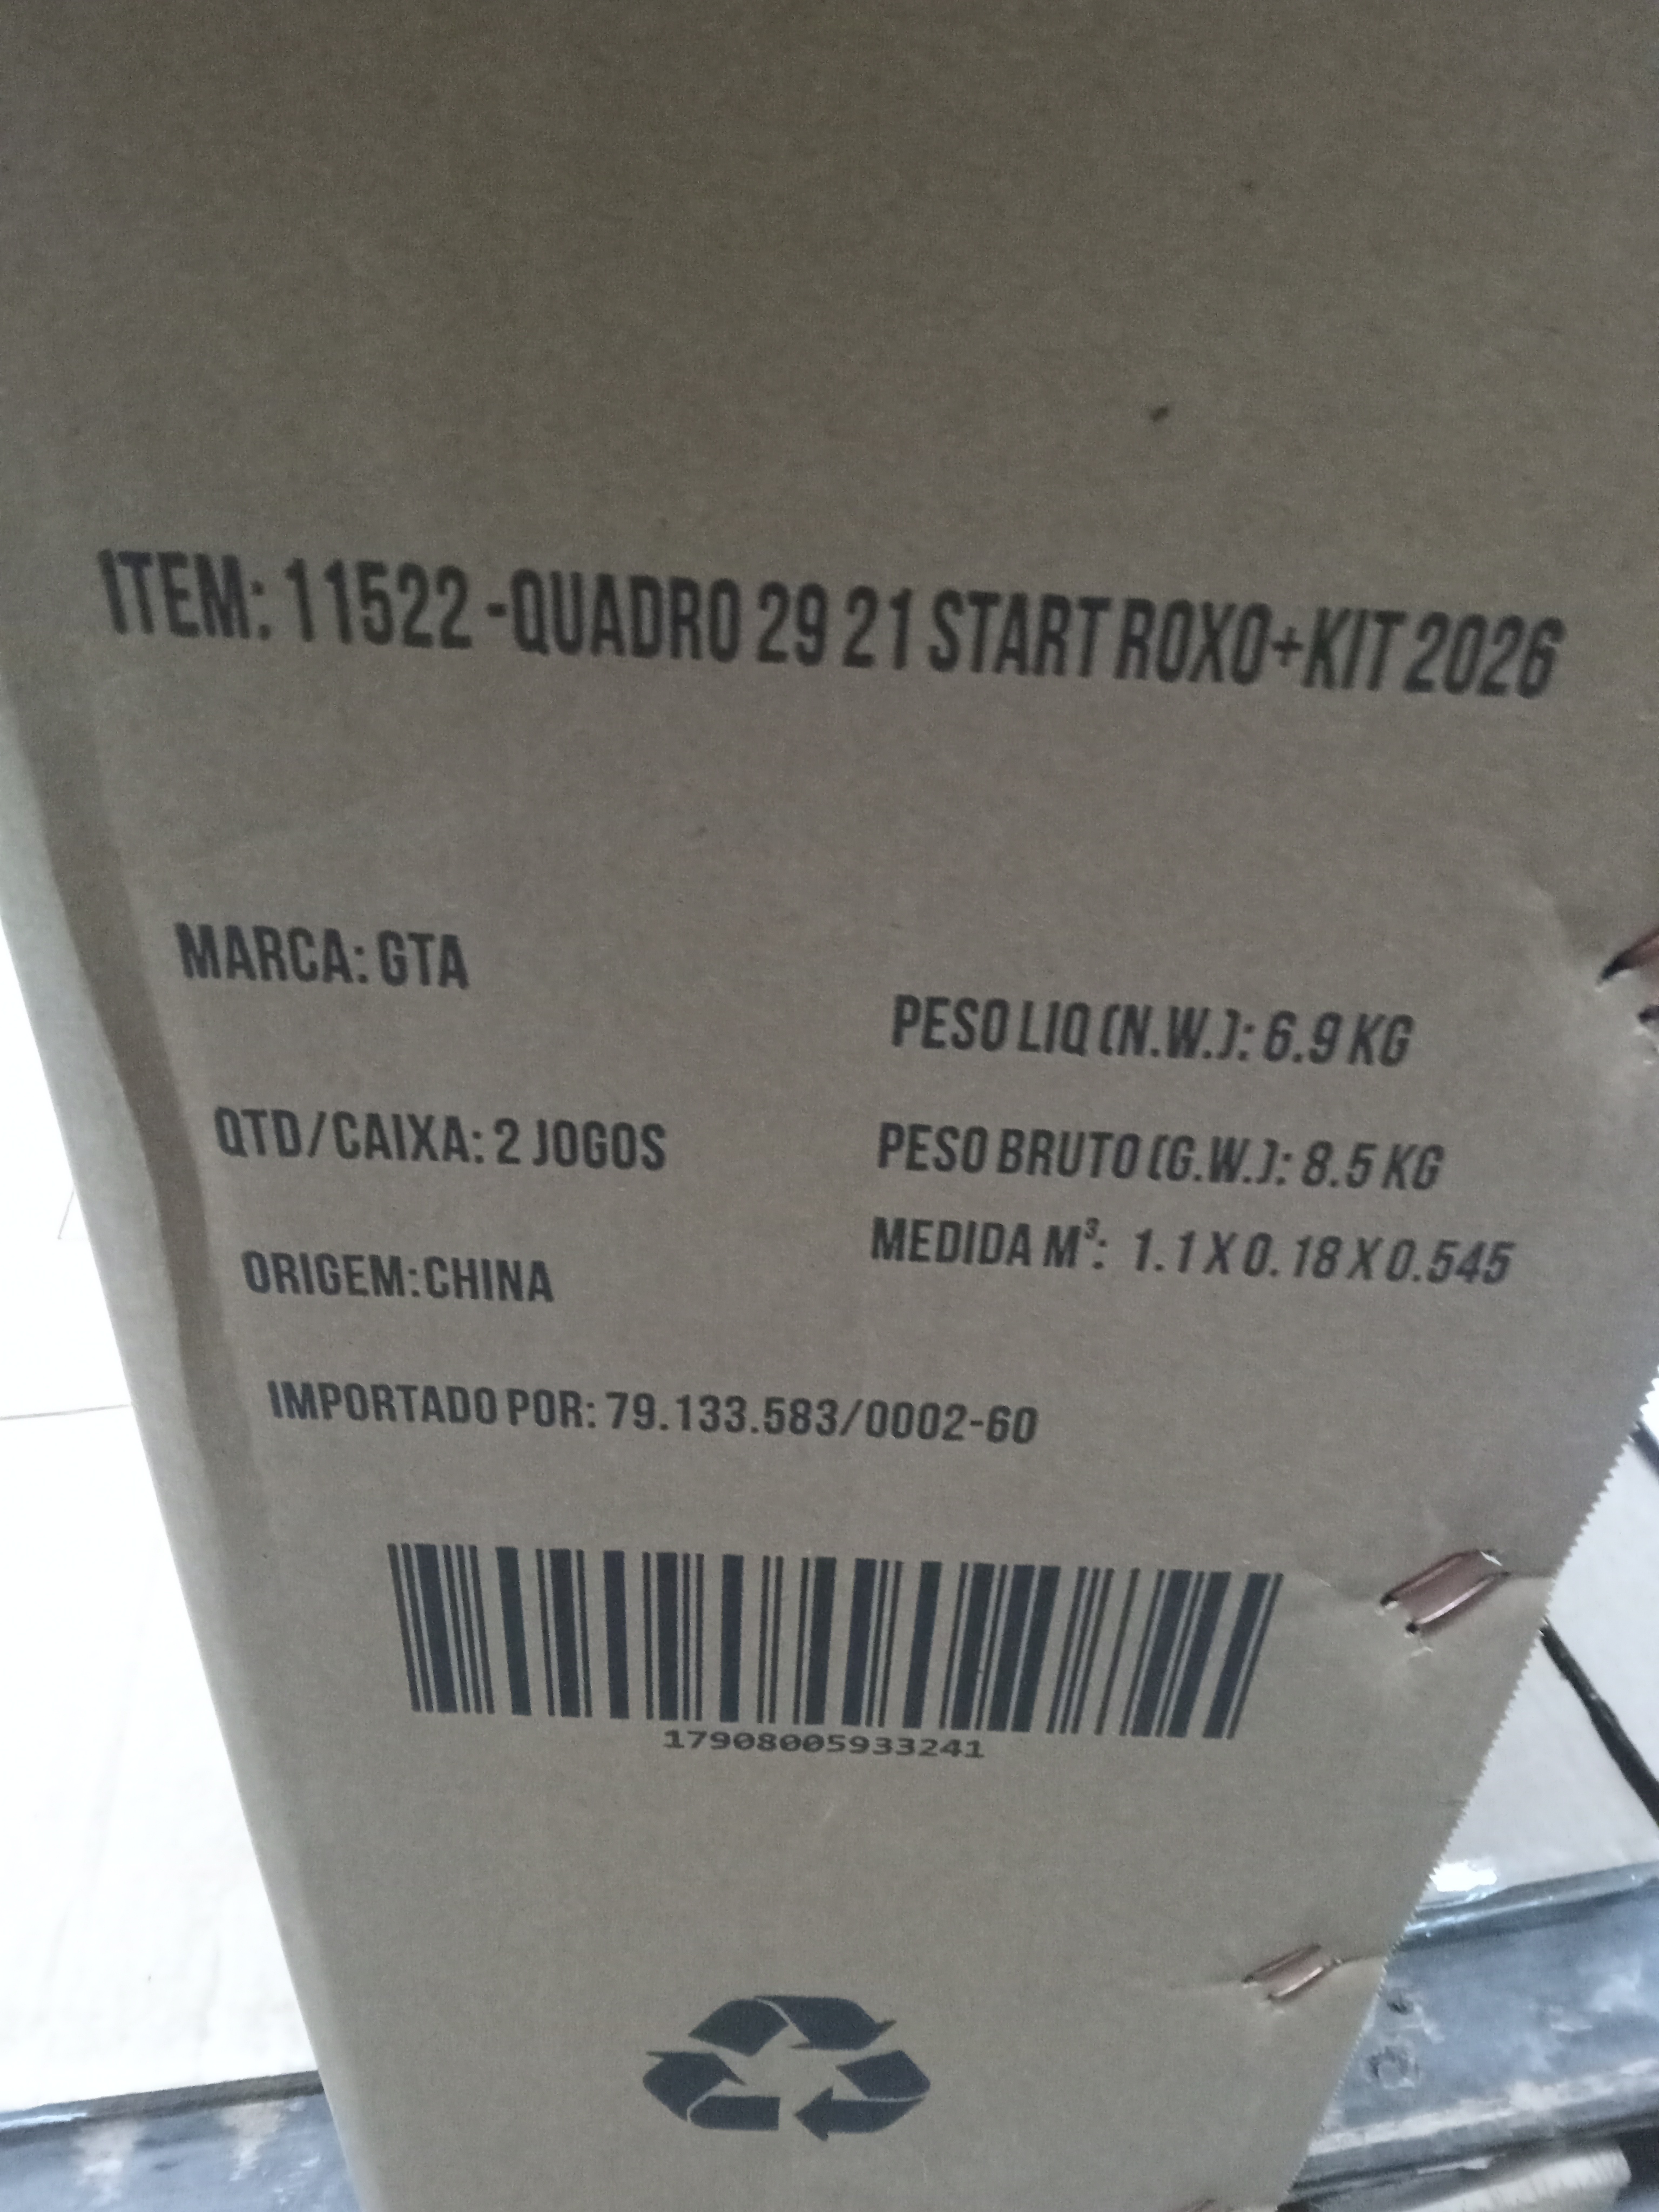 ITEM: 11522 -QUADRO 29 21 START ROXO+KIT 2026
MARCA: GTA
PESO LIQ (N.W.): 6.9 KG
QTD/CAIXA: 2 JOGOS
PESO BRUTO (G.W.): 8.5 KG
MEDIDA M³: 1.1 X 0.18 X 0.545
ORIGEM:CHINA
IMPORTADO POR: 79.133.583/0002-60
17908005933241